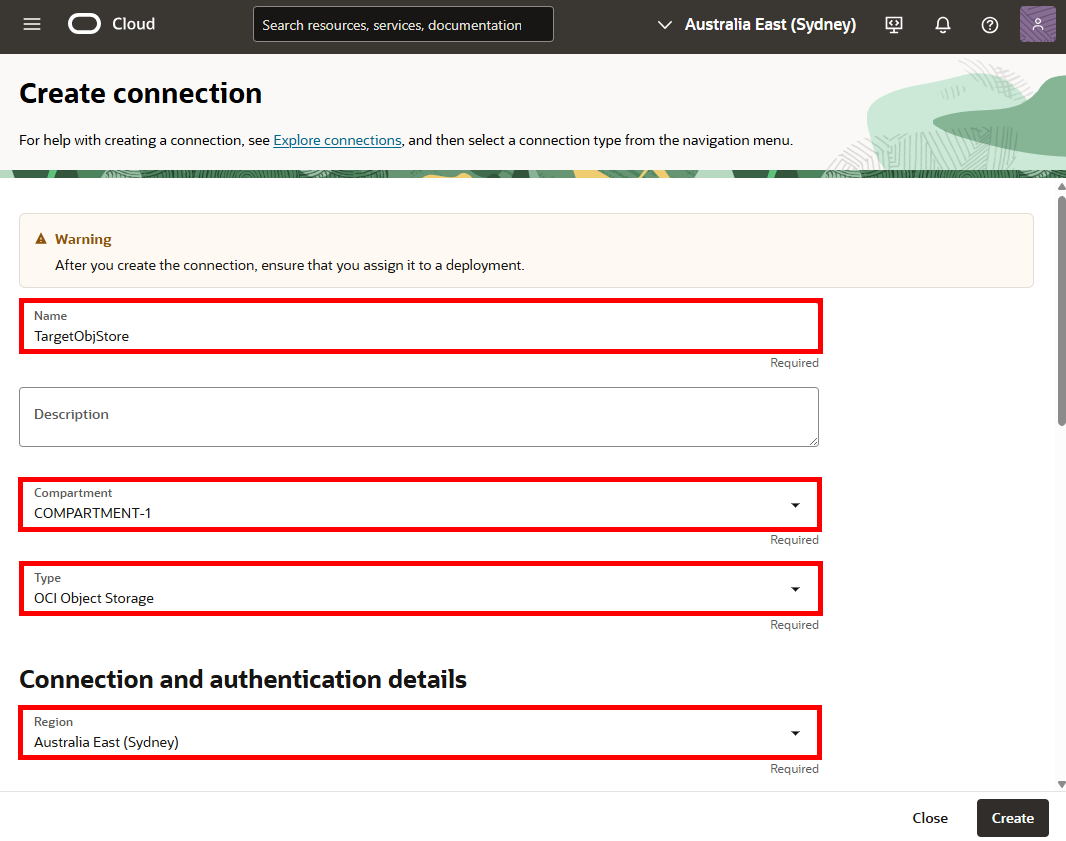 Cloud
Search resources, services, documentation
Australia East (Sydney)
Create connection
For help with creating a connection, see Explore connections, and then select a connection type from the navigation menu.
Warning
After you create the connection, ensure that you assign it to a deployment.
Name
TargetObjStore
Required
Description
Compartment
COMPARTMENT-1
Required
Type
OCI Object Storage
Required
Connection and authentication details
Region
Australia East (Sydney)
Required
Close
Create